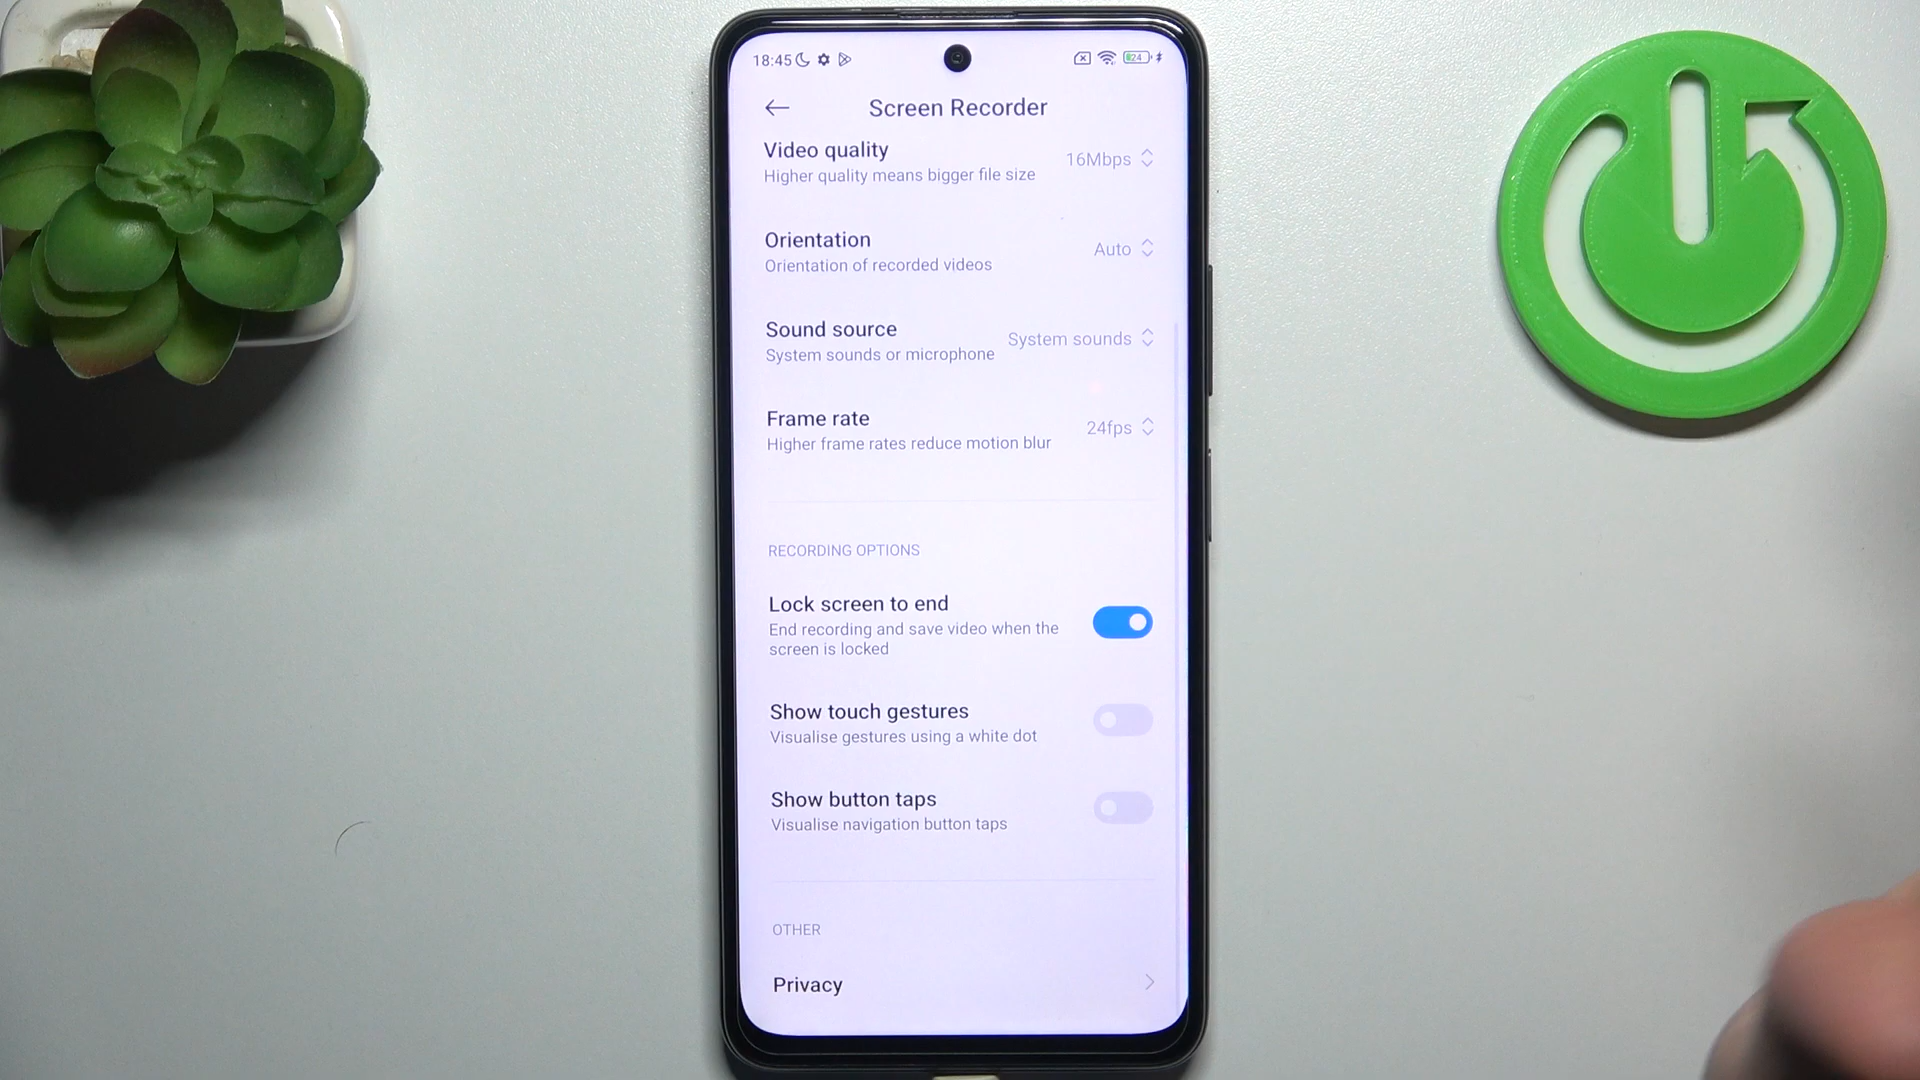 18:45
24
Screen Recorder
Video quality
Higher quality means bigger file size
16Mbps
Orientation
Orientation of recorded videos
Auto
Sound source
System sounds or microphone
System sounds
Frame rate
Higher frame rates reduce motion blur
24fps
RECORDING OPTIONS
Lock screen to end
End recording and save video when the
screen is locked
Show touch gestures
Visualise gestures using a white dot
Show button taps
Visualise navigation button taps
OTHER
Privacy